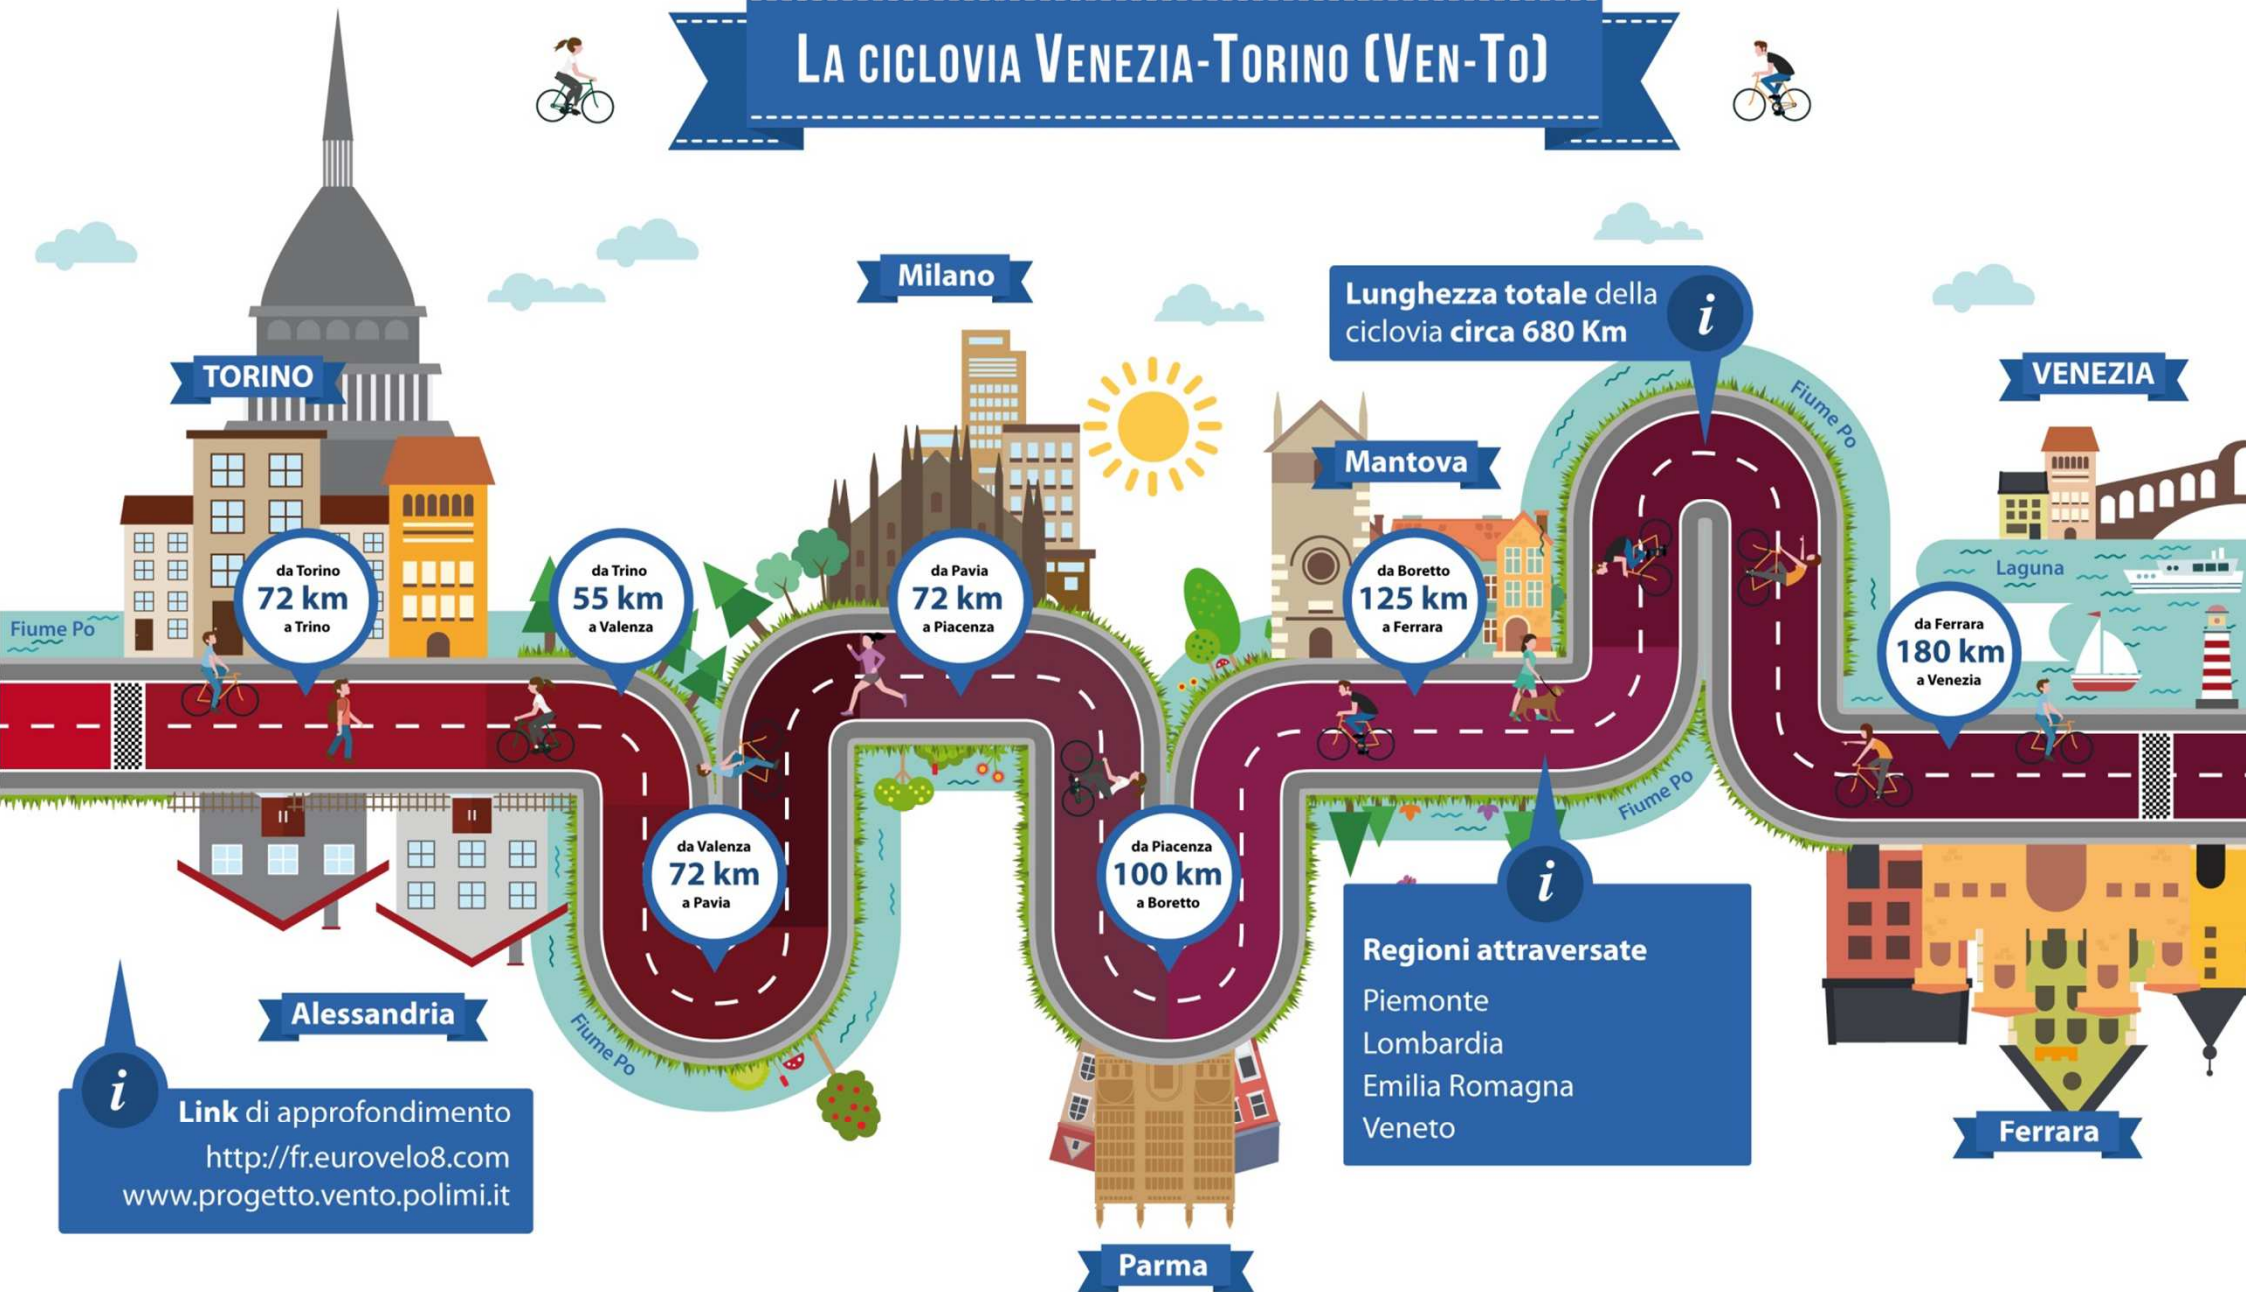 LA CICLOVIA VENEZIA-TORINO (VEN-TO)
TORINO
Milano
Lunghezza totale della
ciclovia circa 680 Km
i
Mantova
VENEZIA
Fiume Po
Laguna
Fiume Po
da Torino
72 km
a Trino
da Trino
55 km
a Valenza
da Pavia
72 km
a Piacenza
da Boretto
125 km
a Ferrara
da Ferrara
180 km
a Venezia
da Valenza
72 km
a Pavia
da Piacenza
100 km
a Boretto
Fiume Po
Fiume Po
i
Regioni attraversate
Piemonte
Lombardia
Emilia Romagna
Veneto
Alessandria
i
Link di approfondimento
http://fr.eurovelo8.com
www.progetto.vento.polimi.it
Ferrara
Parma